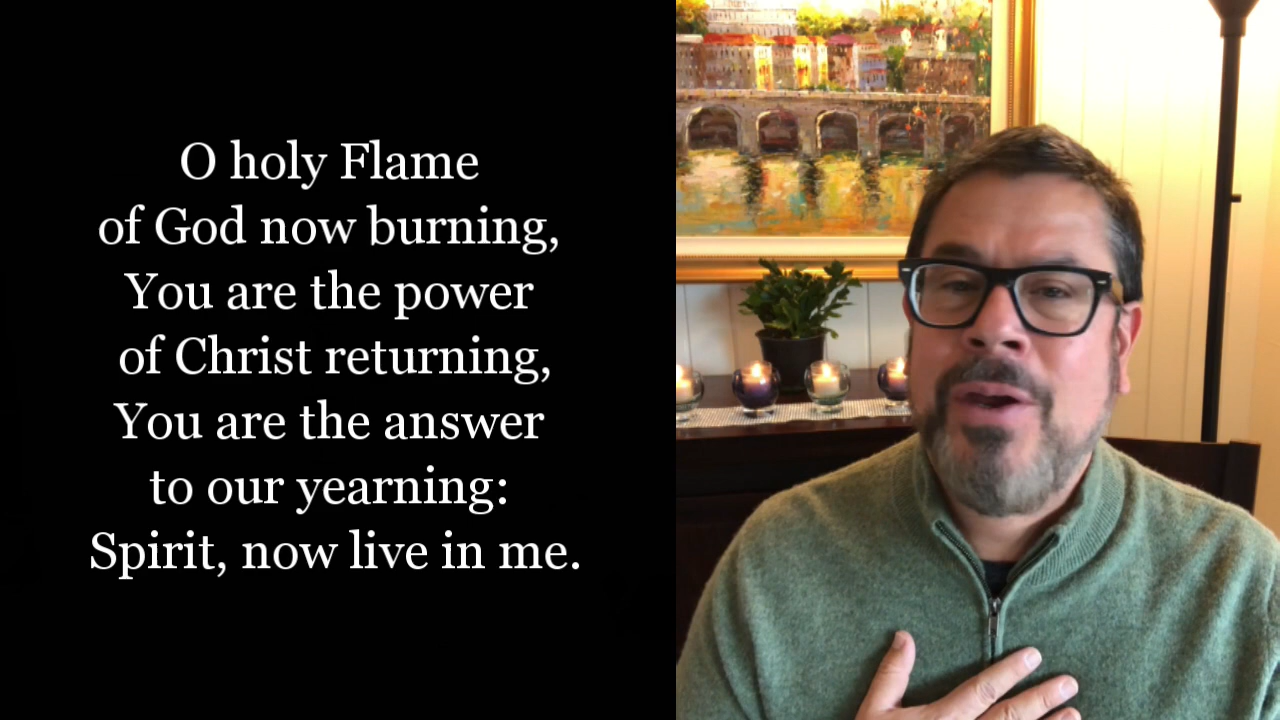 O holy Flame
of God now burning,
You are the power
of Christ returning,
You are the answer
to our yearning:
Spirit, now live in me.